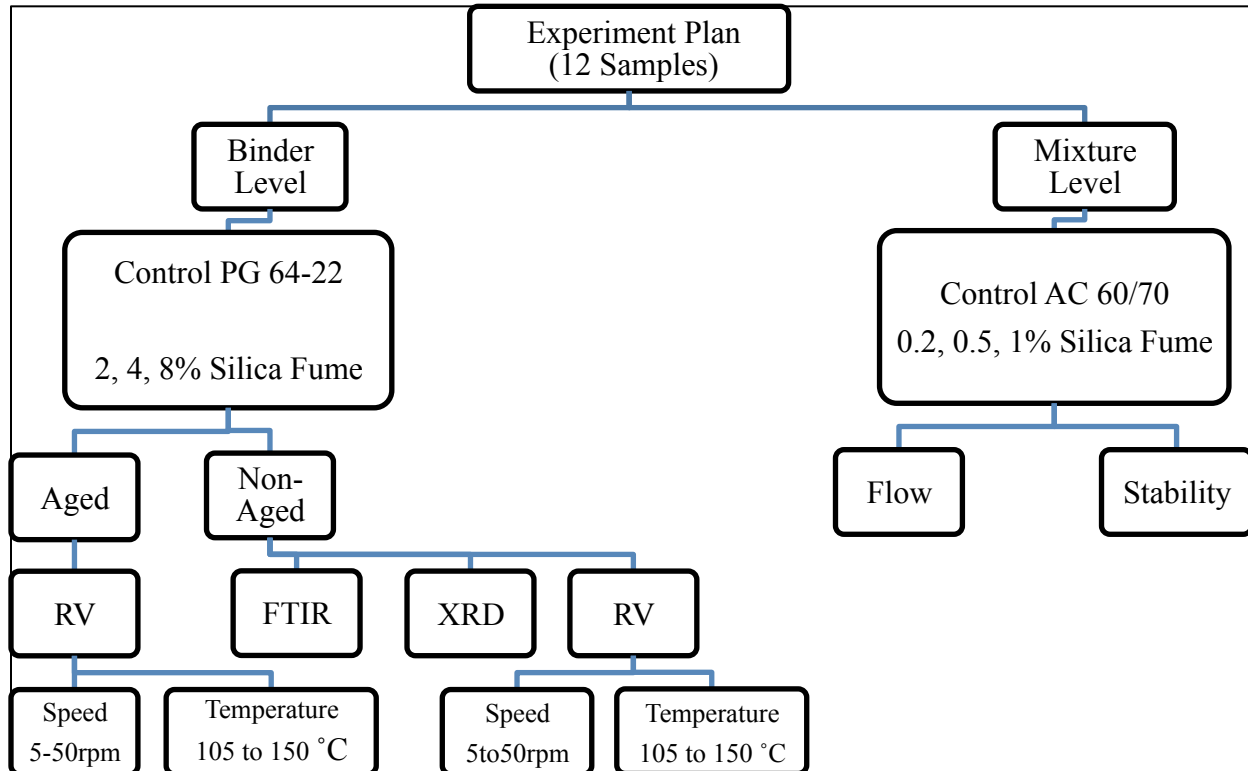 Experiment Plan
(12 Samples)
Binder
Level
Mixture
Level
Control PG 64-22
2, 4, 8% Silica Fume
Control AC 60/70
0.2, 0.5, 1% Silica Fume
Aged
Non-
Aged
Flow
Stability
RV
FTIR
XRD
RV
Speed
5-50rpm
Temperature
105 to 150 ˚C
Speed
5to50rpm
Temperature
105 to 150 ˚C